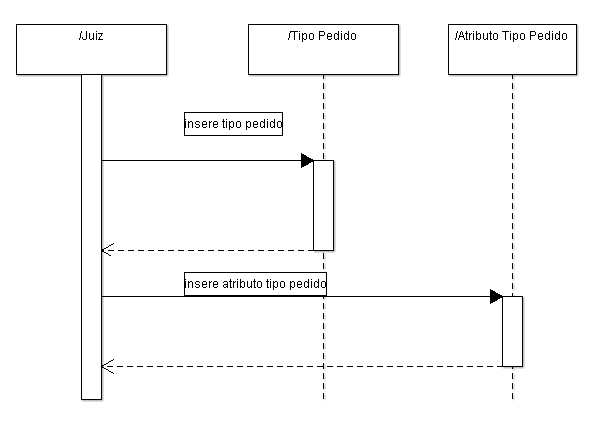 /Juiz
/Tipo Pedido
/Atributo Tipo Pedido
insere tipo pedido
insere atributo tipo pedido